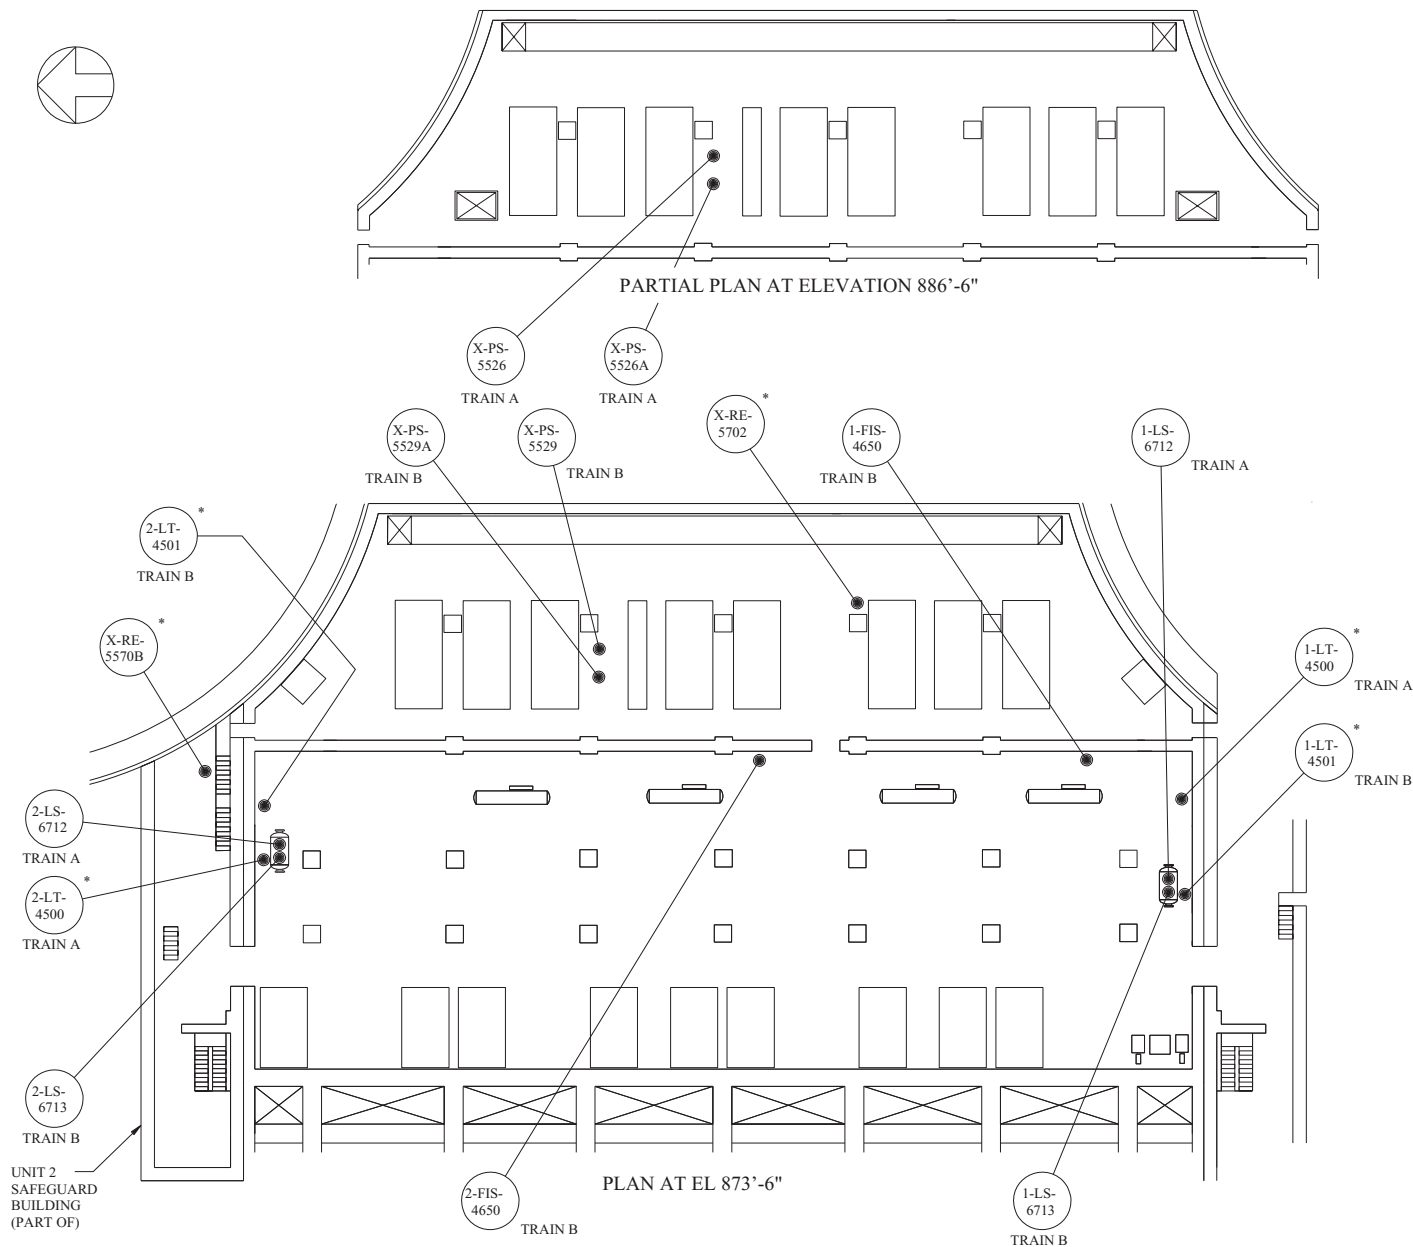 PARTIAL PLAN AT ELEVATION 886'-6"
X-PS-
5526
TRAIN A
X-PS-
5526A
TRAIN A
X-PS-
5529A
TRAIN B
X-PS-
5529
TRAIN B
X-RE-
5702
*
1-FIS-
4650
TRAIN B
1-LS-
6712
TRAIN A
2-LT-
4501
*
TRAIN B
X-RE-
5570B
*
1-LT-
4500
*
TRAIN A
1-LT-
4501
*
TRAIN B
2-LS-
6712
TRAIN A
2-LT-
4500
*
TRAIN A
2-LS-
6713
TRAIN B
UNIT 2
SAFEGUARD
BUILDING
(PART OF)
2-FIS-
4650
TRAIN B
PLAN AT EL 873'-6"
1-LS-
6713
TRAIN B